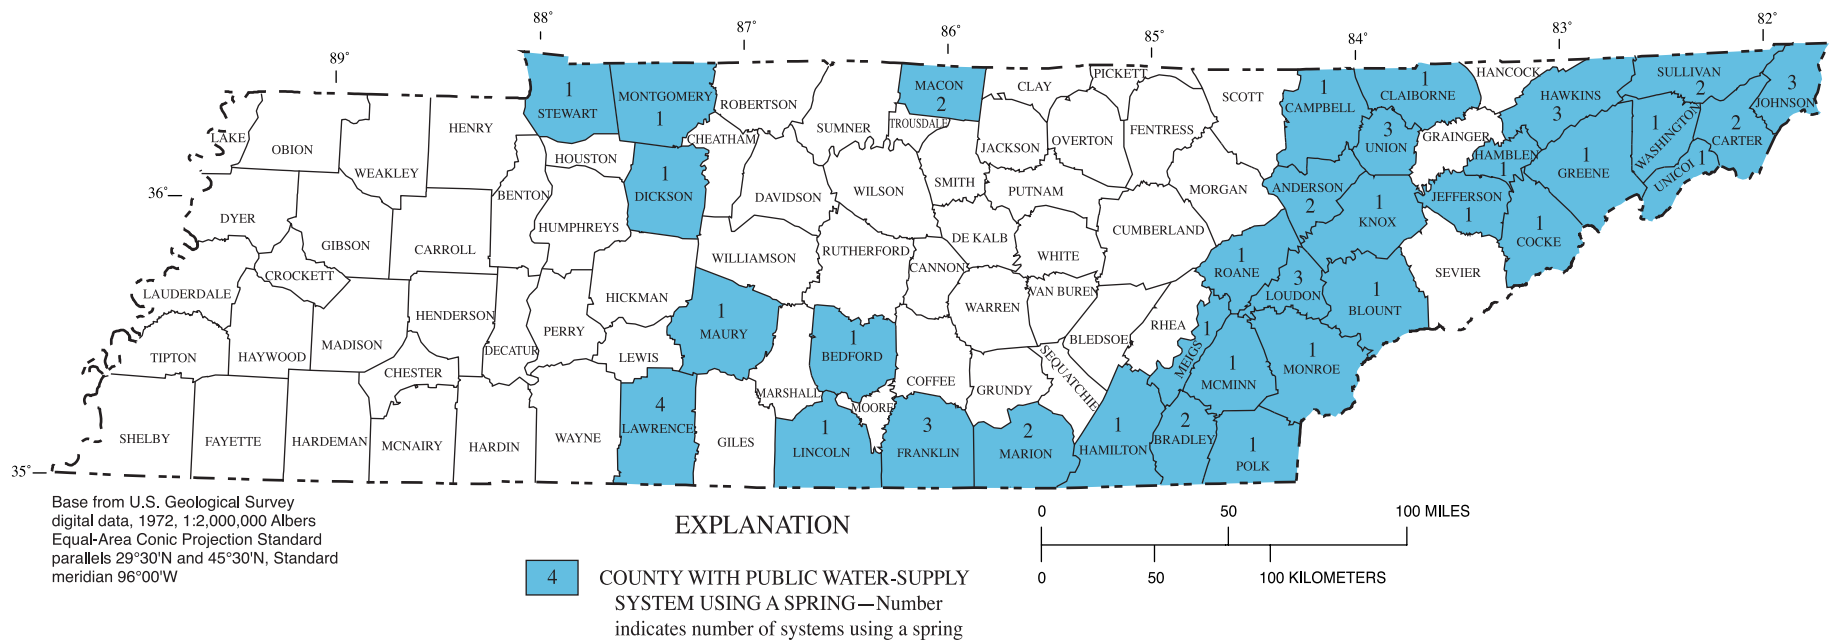 88°
87°
86°
85°
84°
83°
82°
89°
36°
35°
LAKE
OBION
WEAKLEY
HENRY
1
STEWART
MONTGOMERY
1
ROBERTSON
CHEATHAM
SUMNER
MACON
2
TROUSDALE
CLAY
PICKETT
SCOTT
1
CAMPBELL
1
CLAIBORNE
HANCOCK
HAWKINS
3
SULLIVAN
2
3
JOHNSON
HOUSTON
1
DICKSON
DAVIDSON
WILSON
SMITH
JACKSON
OVERTON
FENTRESS
PUTNAM
MORGAN
ANDERSON
2
3
UNION
GRAINGER
HAMBLEN
1
1
GREENE
1
WASHINGTON
UNICOI
1
2
CARTER
DYER
GIBSON
CROCKETT
CARROLL
BENTON
HUMPHREYS
WILLIAMSON
RUTHERFORD
CANNON
DE KALB
WHITE
CUMBERLAND
1
ROANE
3
LOUDON
1
KNOX
JEFFERSON
1
1
COCKE
SEVIER
1
BLOUNT
LAUDERDALE
HENDERSON
HICKMAN
1
MAURY
1
BEDFORD
WARREN
VAN BUREN
BLEDSOE
RHEA
1
MEIGS
1
MCMINN
1
MONROE
TIPTON
HAYWOOD
MADISON
CHESTER
DECATUR
PERRY
LEWIS
MARSHALL
MOORE
COFFEE
GRUNDY
SEQUATCHIE
SHELBY
FAYETTE
HARDEMAN
MCNAIRY
HARDIN
WAYNE
4
LAWRENCE
GILES
1
LINCOLN
3
FRANKLIN
2
MARION
1
HAMILTON
2
BRADLEY
1
POLK
Base from U.S. Geological Survey
digital data, 1972, 1:2,000,000 Albers
Equal-Area Conic Projection Standard
parallels 29°30'N and 45°30'N, Standard
meridian 96°00'W
EXPLANATION
4
COUNTY WITH PUBLIC WATER-SUPPLY
SYSTEM USING A SPRING—Number
indicates number of systems using a spring
0 50 100 MILES
0 50 100 KILOMETERS